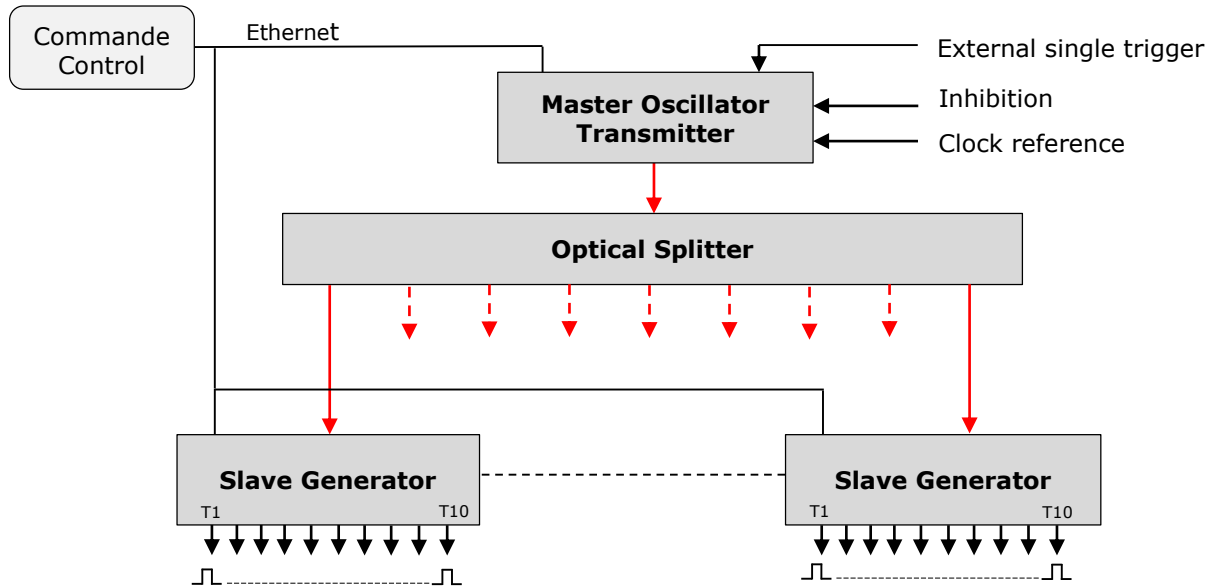 Commande
Control
Ethernet
External single trigger
Master Oscillator
Transmitter
Inhibition
Clock reference
Optical Splitter
Slave Generator
T1
T10
Slave Generator
T1
T10